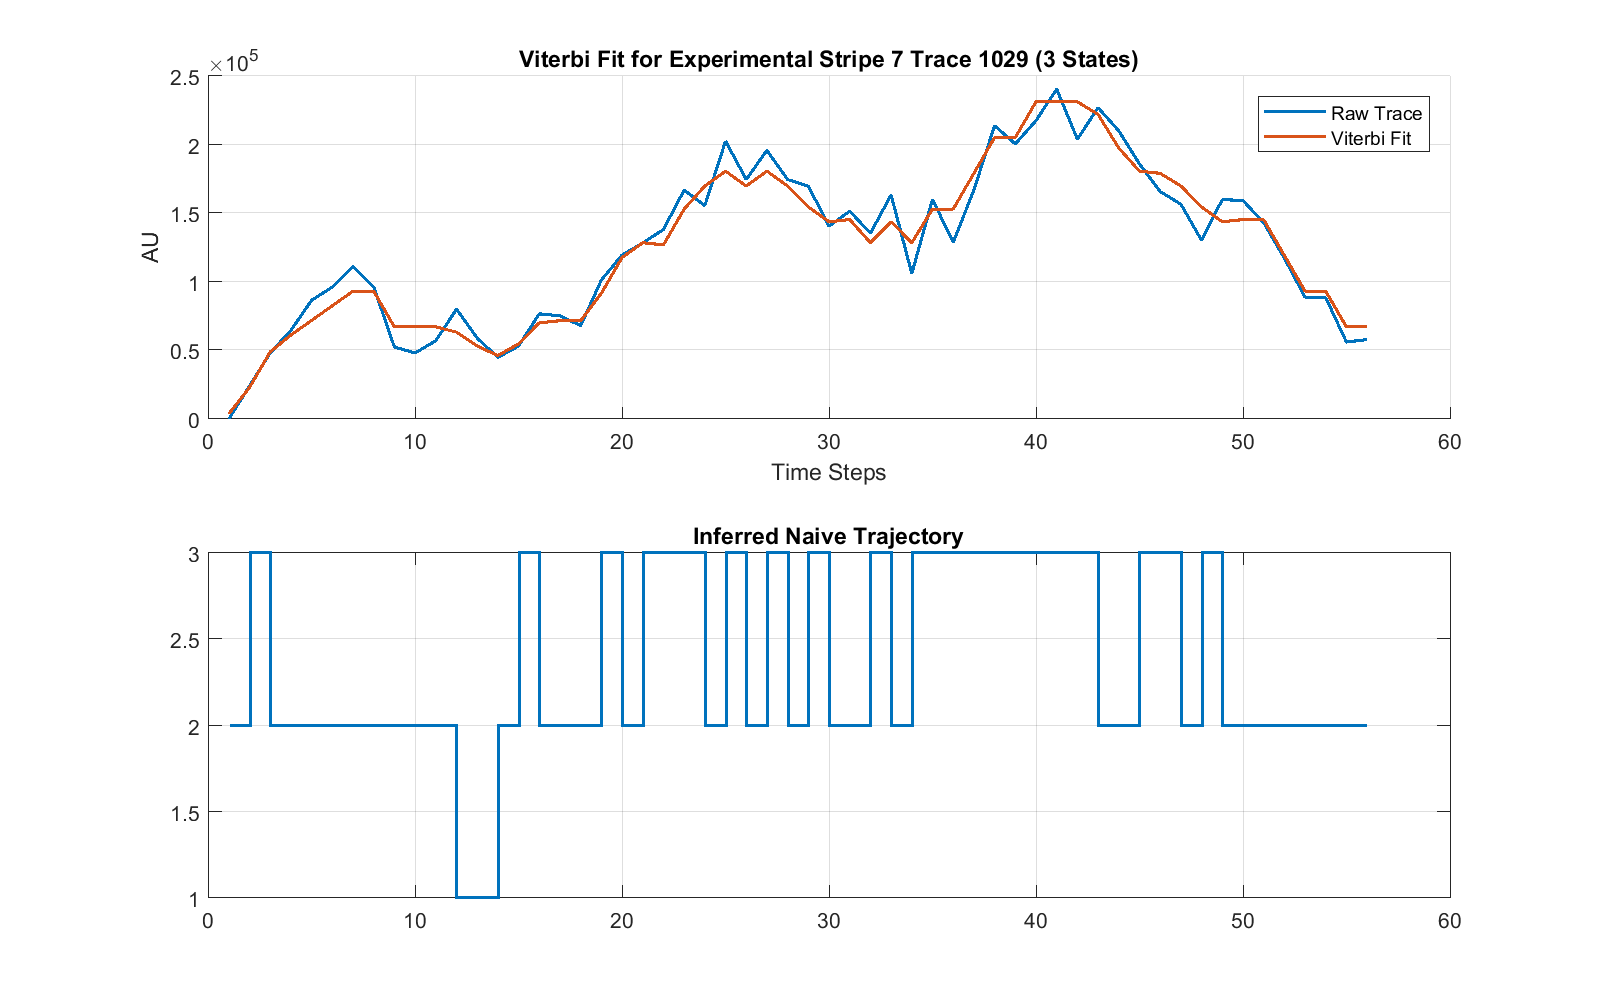 Viterbi Fit for Experimental Stripe 7 Trace 1029 (3 States)
×10^5
2.5
2
1.5
1
0.5
0
AU
Raw Trace
Viterbi Fit
0 10 20 30 40 50 60
Time Steps
Inferred Naive Trajectory
3
2.5
2
1.5
1
0 10 20 30 40 50 60